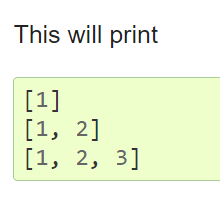 This will print
[1]
[1, 2]
[1, 2, 3]